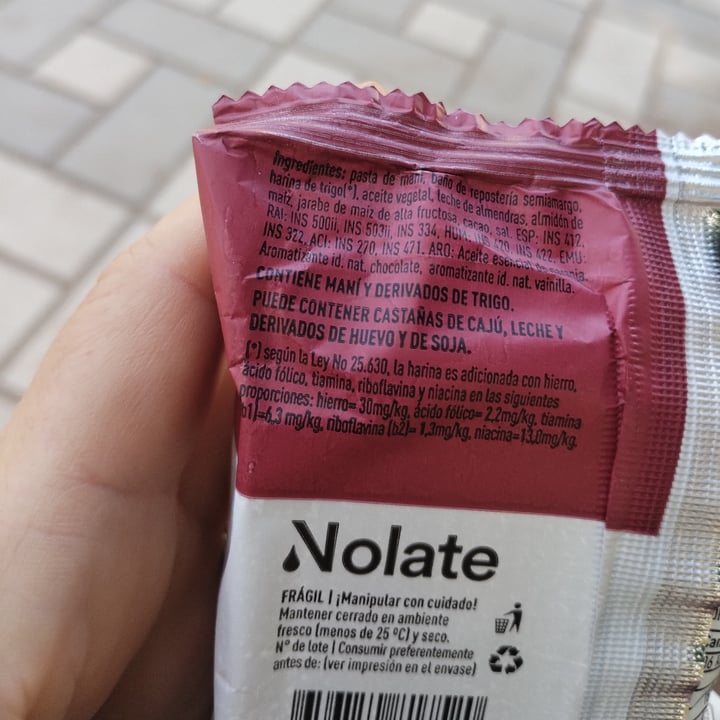 Ingredientes: pasta de maní, baño de repostería semiamargo,
harina de trigo(*), aceite vegetal, leche de almendras, almidón de
maíz, jarabe de maíz de alta fructosa, cacao, sal. ESP: INS 412,
RAI: INS 500ii, INS 503ii, INS 334, INS 420, INS 422, EMU:
INS 322, ACI: INS 270, INS 471. ARO: Aceite esencial de
Aromatizante id. nat. chocolate, aromatizante id. nat. vainilla.
CONTIENE MANÍ Y DERIVADOS DE TRIGO.
PUEDE CONTENER CASTAÑAS DE CAJÚ, LECHE Y
DERIVADOS DE HUEVO Y DE SOJA.
(*) según la Ley No 25.630, la harina es adicionada con hierro,
ácido fólico, tiamina, riboflavina y niacina en las siguientes
proporciones: hierro= 30mg/kg, ácido fólico= 2,2mg/kg, tiamina
(b1)=6,3 mg/kg, riboflavina (b2)= 1,3mg/kg, niacina=13,0mg/kg.
Nolate
FRÁGIL | ¡Manipular con cuidado!
Mantener cerrado en ambiente
fresco (menos de 25 ºC) y seco.
N° de lote | Consumir preferentemente
antes de: (ver impresión en el envase)